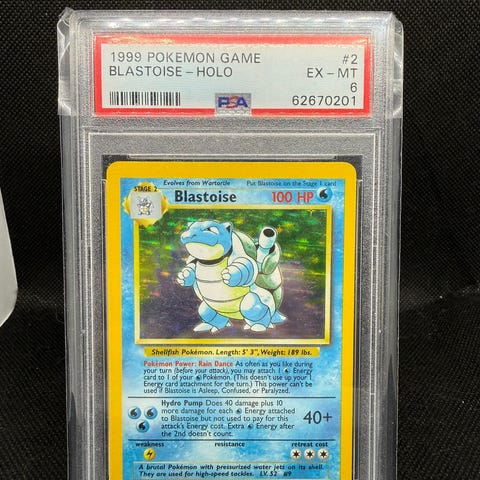 1999 POKEMON GAME #2
BLASTOISE - HOLO EX - MT
6
PSA 62670201
Evolves from Wartortle Put Blastoise on the Stage 1 card
STAGE 2
Blastoise 100 HP
Shellfish Pokémon. Length: 5' 3", Weight: 189 lbs.
Pokémon Power: Rain Dance As often as you like during
your turn (before your attack), you may attach 1 Energy
card to 1 of your Pokémon. (This doesn't use up your 1
Energy card attachment for the turn.) This power can't be
used if Blastoise is Asleep, Confused, or Paralyzed.
Hydro Pump Does 40 damage plus 10
more damage for each Energy attached
to Blastoise but not used to pay for this
attack's Energy cost. Extra Energy after
the 2nd doesn't count.
40+
weakness resistance retreat cost
A brutal Pokémon with pressurized water jets on its shell.
They are used for high-speed tackles. LV. 52 #9